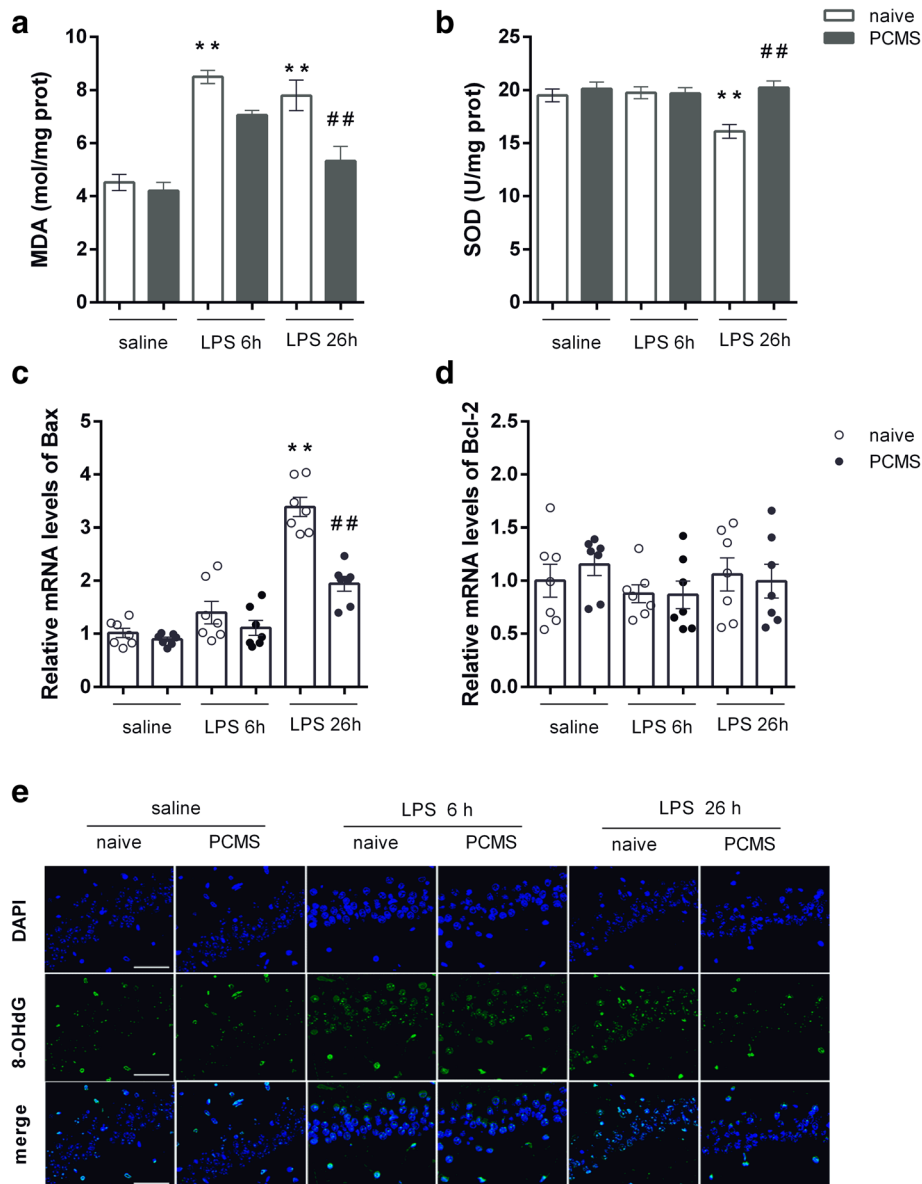 a
MDA (mol/mg prot)
10
8
6
4
2
0
**
**
##
saline
LPS 6h
LPS 26h
b
SOD (U/mg prot)
25
20
15
10
5
0
**
##
saline
LPS 6h
LPS 26h
naive
PCMS
c
Relative mRNA levels of Bax
5
4
3
2
1
0
**
##
saline
LPS 6h
LPS 26h
d
Relative mRNA levels of Bcl-2
2.5
2.0
1.5
1.0
0.5
0.0
saline
LPS 6h
LPS 26h
naive
PCMS
e
saline
LPS 6 h
LPS 26 h
naive
PCMS
naive
PCMS
naive
PCMS
DAPI
8-OHdG
merge